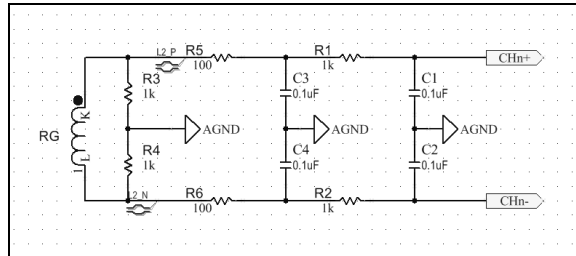 L2_P
R5
100
R1
1k
CHn+
R3
1k
C3
0.1uF
C1
0.1uF
RG
K
L
1
AGND
AGND
AGND
R4
1k
C4
0.1uF
C2
0.1uF
L2_N
R6
100
R2
1k
CHn-